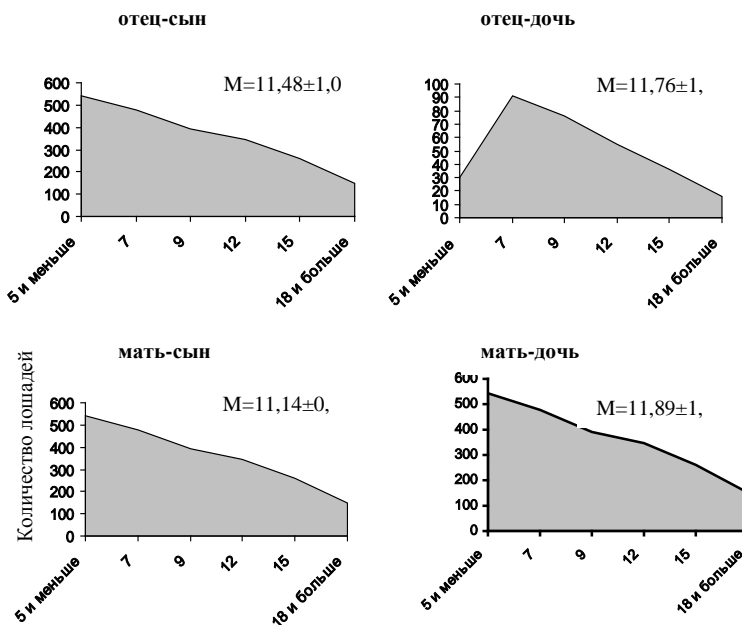 отец-сын
M=11,48±1,0
600
500
400
300
200
100
0
5 и меньше
7
9
12
15
18 и больше
отец-дочь
M=11,76±1,
100
90
80
70
60
50
40
30
20
10
0
5 и меньше
7
9
12
15
18 и больше
мать-сын
Количество лошадей
M=11,14±0,
600
500
400
300
200
100
0
5 и меньше
7
9
12
15
18 и больше
мать-дочь
M=11,89±1,
600
500
400
300
200
100
0
5 и меньше
7
9
12
15
18 и больше